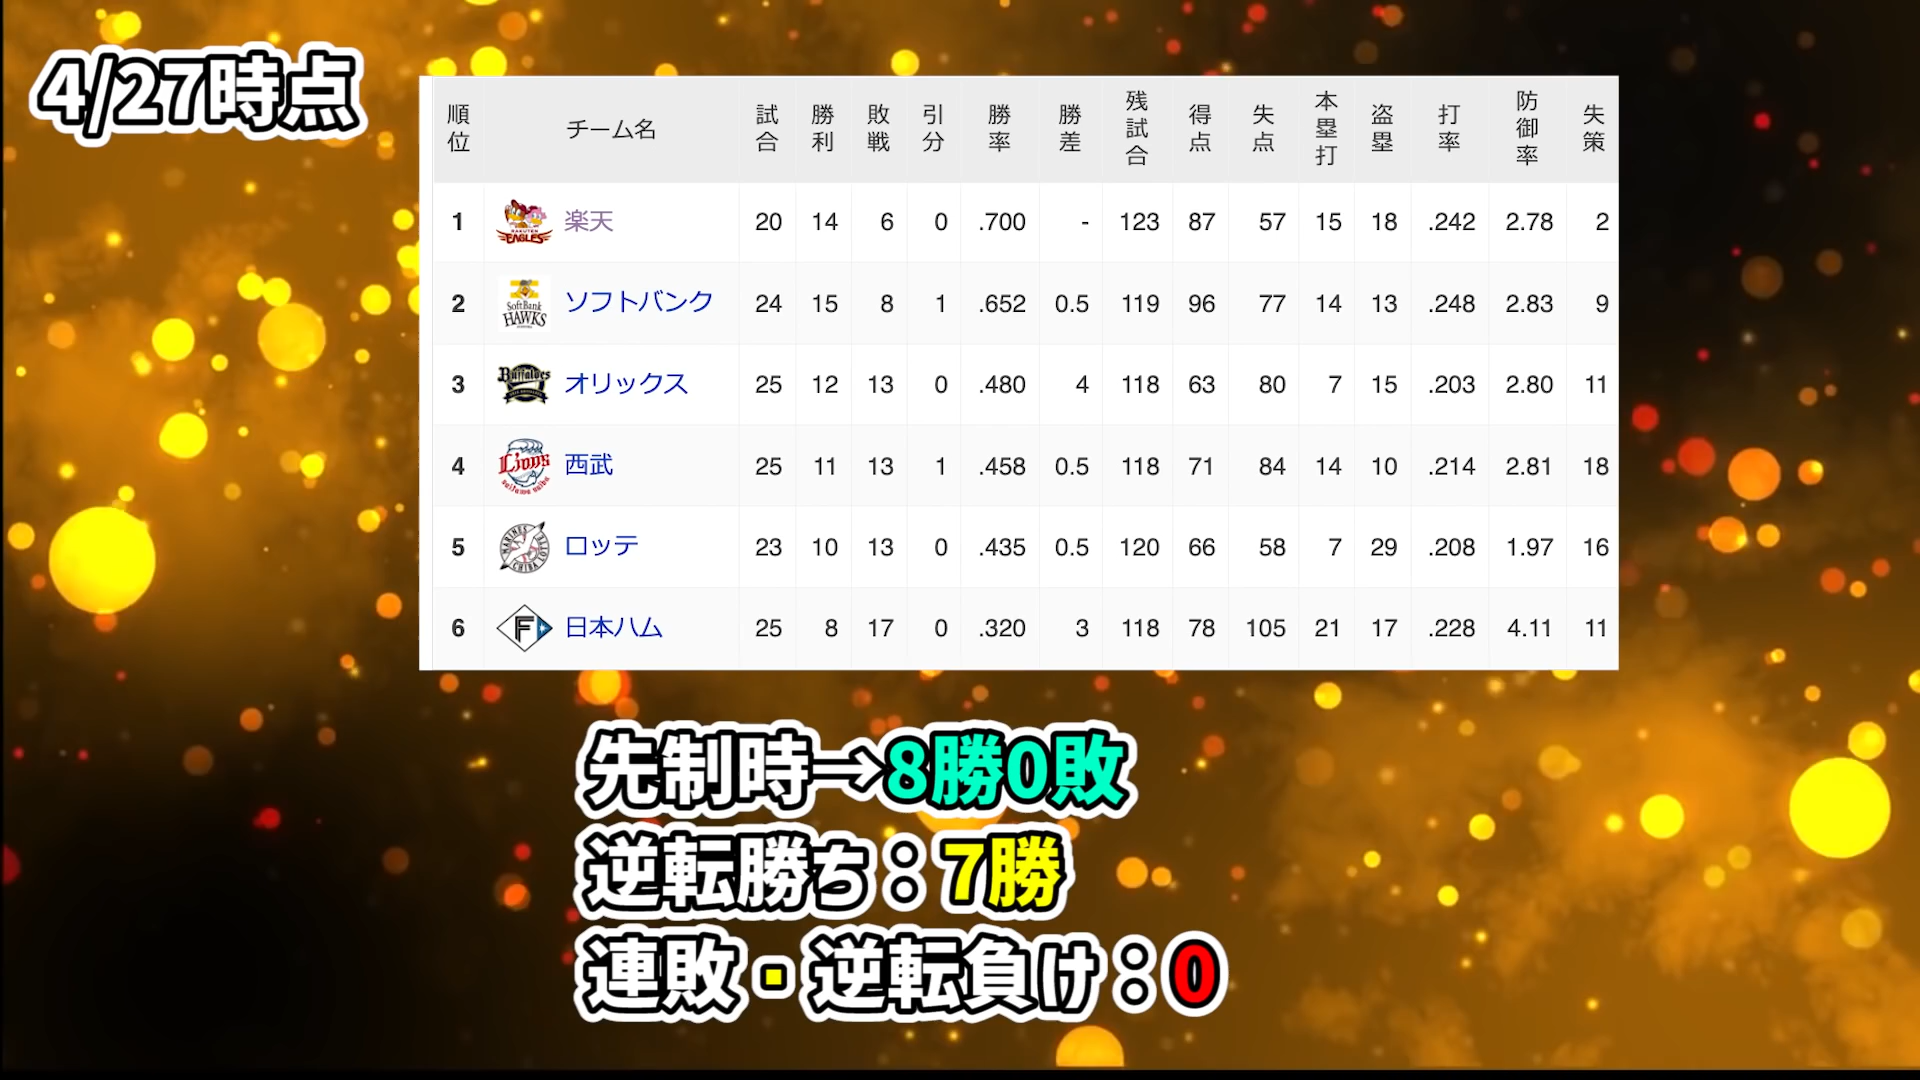 4/27時点
順位 チーム名 試合 勝利 敗戦 引分 勝率 勝差 残試合 得点 失点 本塁打 盗塁 打率 防御率 失策
1 EAGLES 楽天 20 14 6 0 .700 - 123 87 57 15 18 .242 2.78 2
2 SoftBank HAWKS ソフトバンク 24 15 8 1 .652 0.5 119 96 77 14 13 .248 2.83 9
3 Buffaloes オリックス 25 12 13 0 .480 4 118 63 80 7 15 .203 2.80 11
4 Lions 西武 25 11 13 1 .458 0.5 118 71 84 14 10 .214 2.81 18
5 MARINES CHIBA LOTTE ロッテ 23 10 13 0 .435 0.5 120 66 58 7 29 .208 1.97 16
6 F 日本ハム 25 8 17 0 .320 3 118 78 105 21 17 .228 4.11 11
先制時→8勝0敗
逆転勝ち：7勝
連敗・逆転負け：0